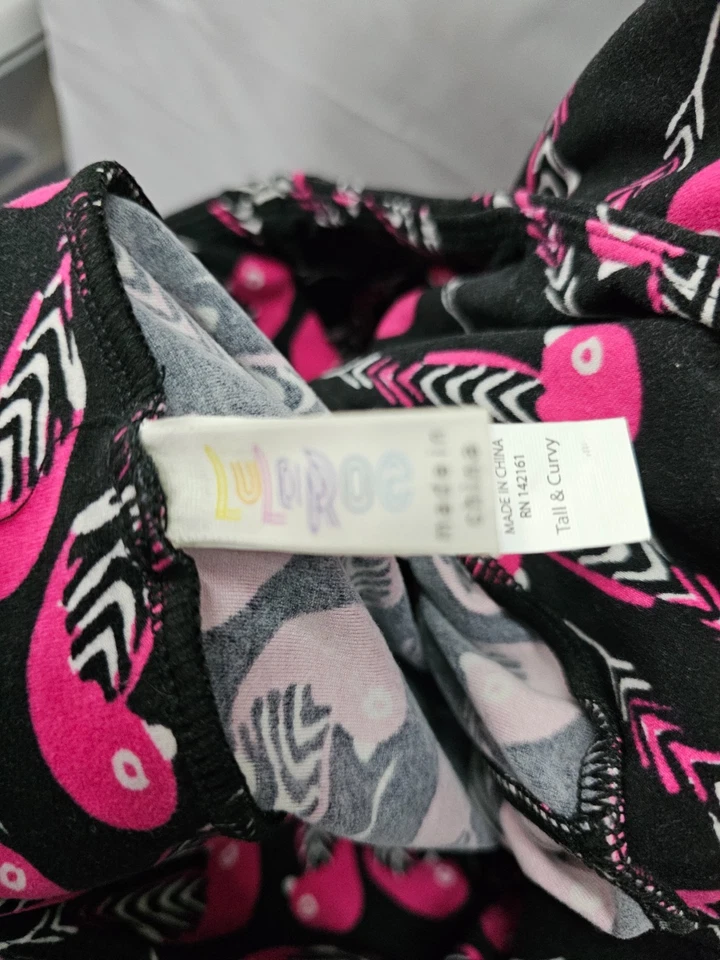 LuLaRoe
made in
china
MADE IN CHINA
RN 142161
Tall & Curvy